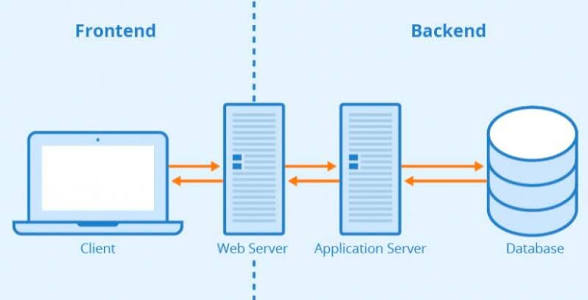 Frontend
Backend
Client
Web Server
Application Server
Database